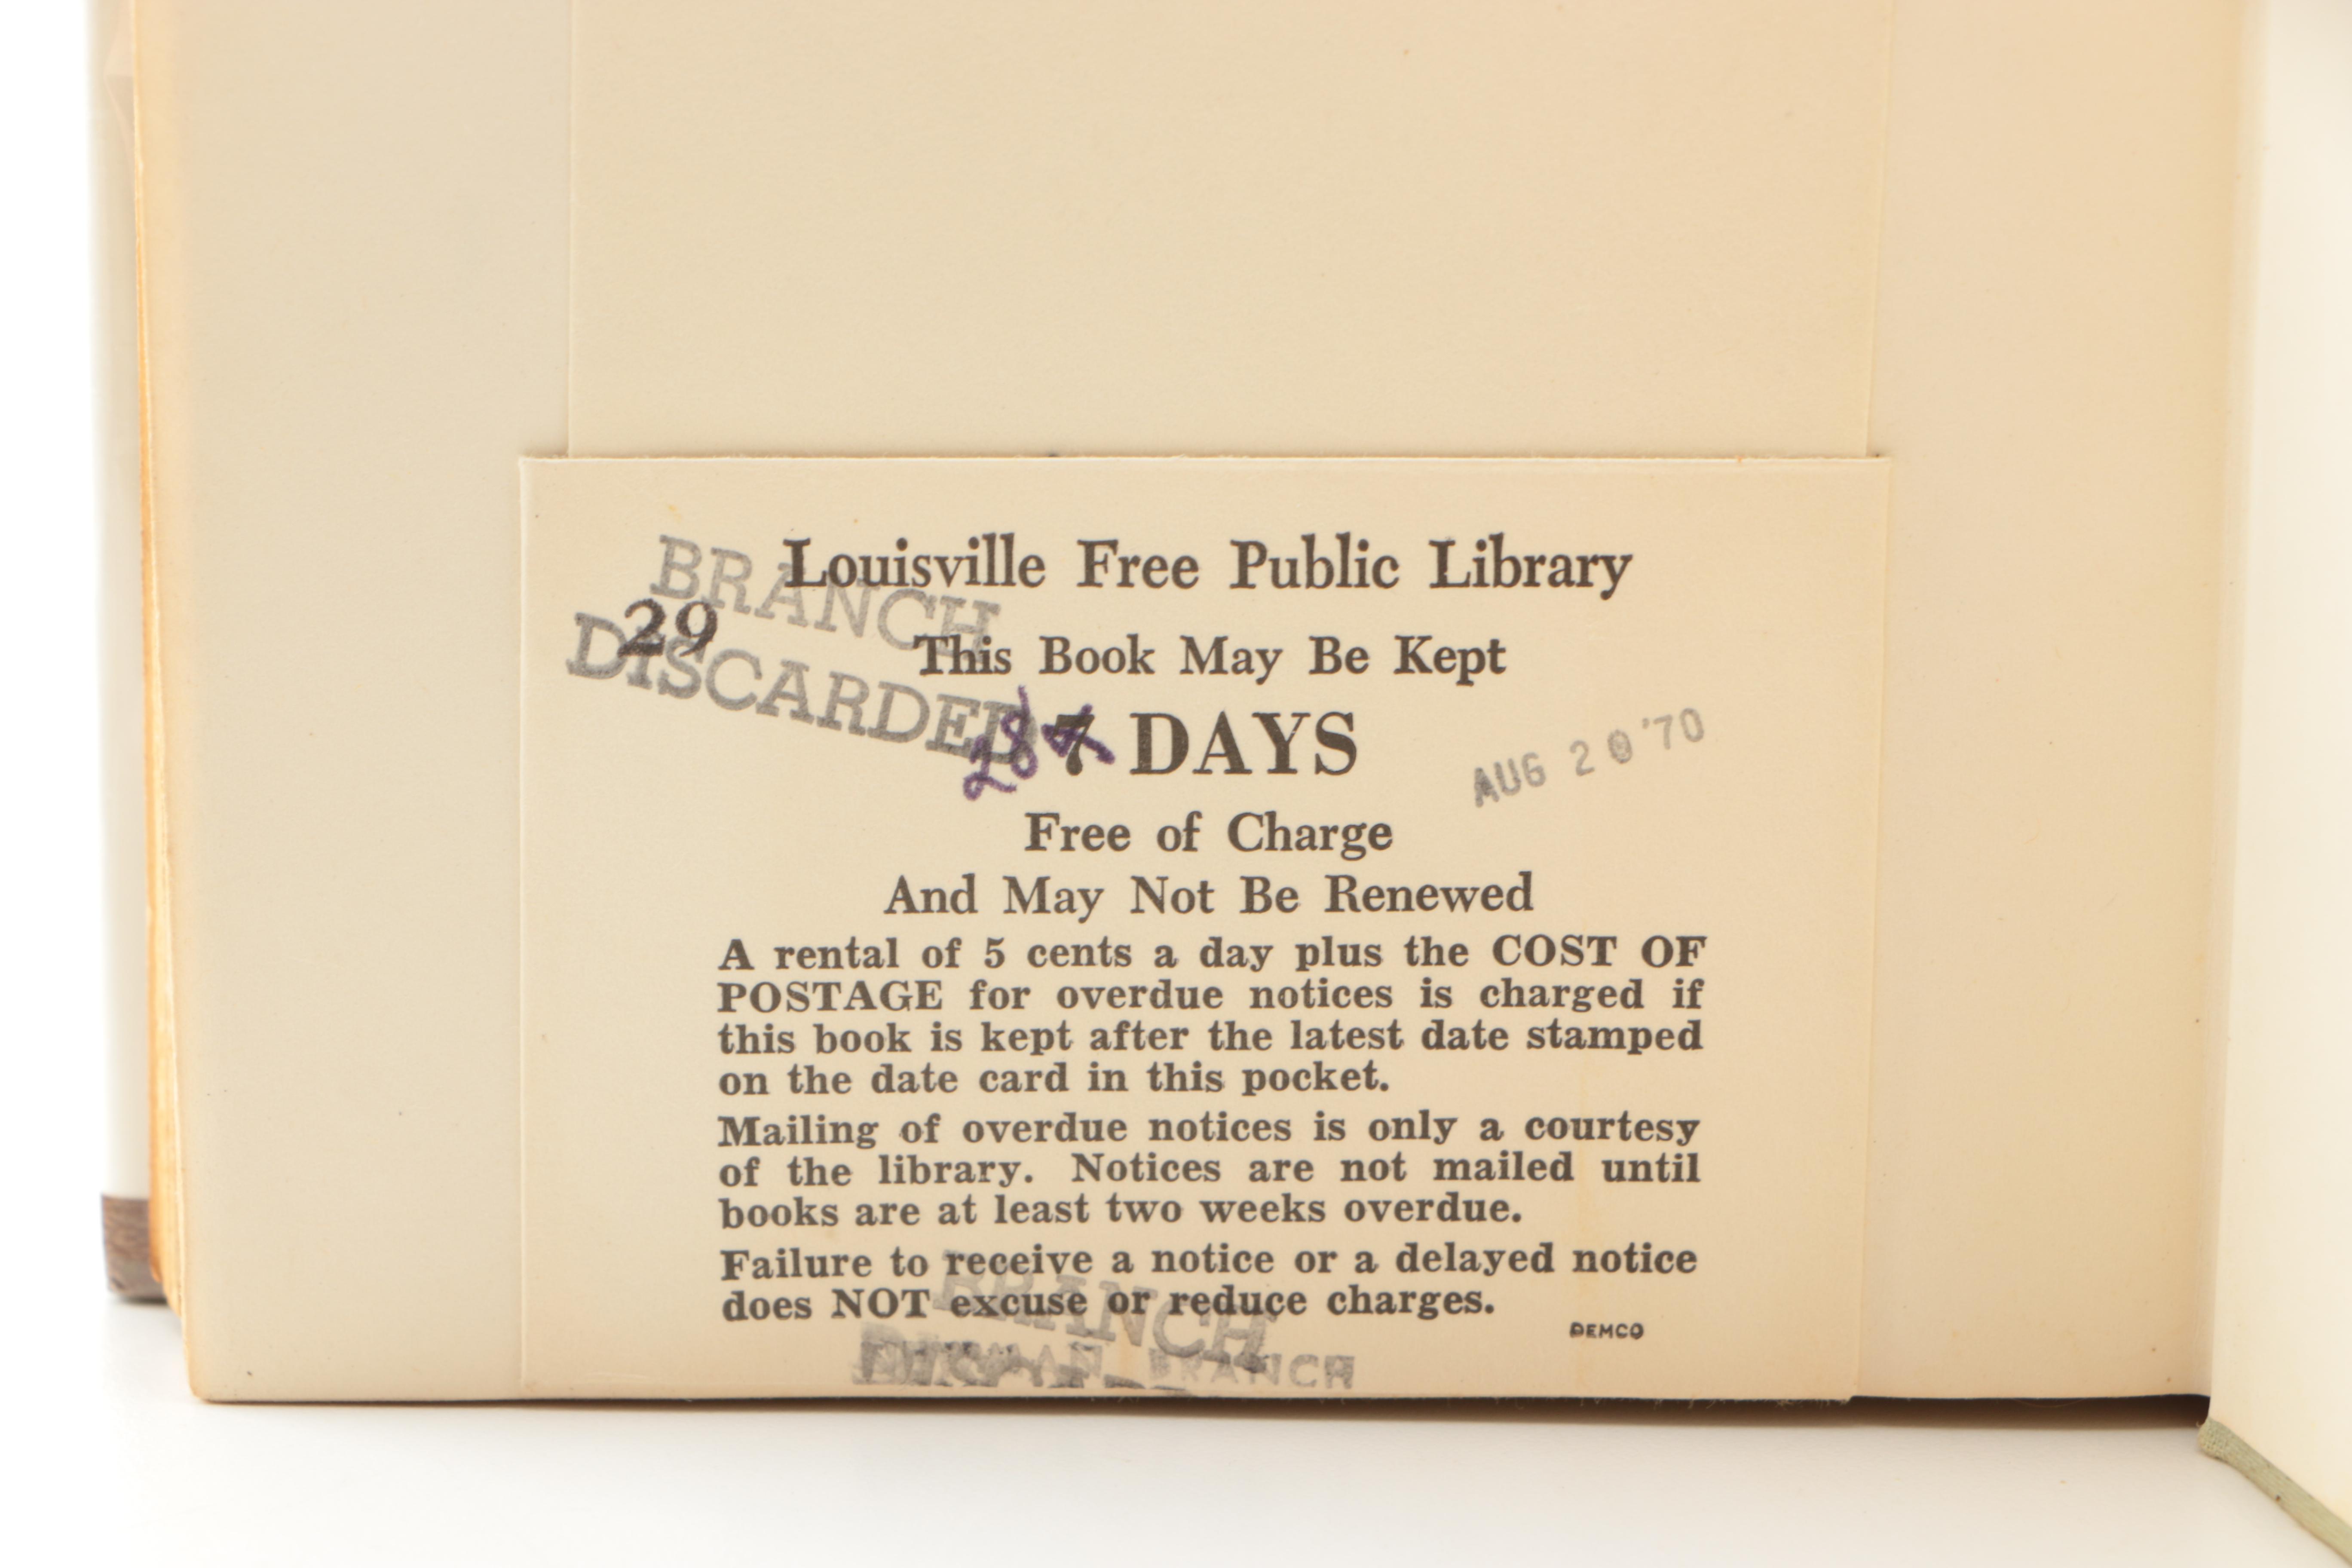 BRANCH
Louisville Free Public Library
29
DISCARDED
This Book May Be Kept
28 7 DAYS
AUG 20 '70
Free of Charge
And May Not Be Renewed
A rental of 5 cents a day plus the COST OF
POSTAGE for overdue notices is charged if
this book is kept after the latest date stamped
on the date card in this pocket.
Mailing of overdue notices is only a courtesy
of the library. Notices are not mailed until
books are at least two weeks overdue.
Failure to receive a notice or a delayed notice
does NOT excuse or reduce charges.
BRANCH
DEMCO
BRANCH